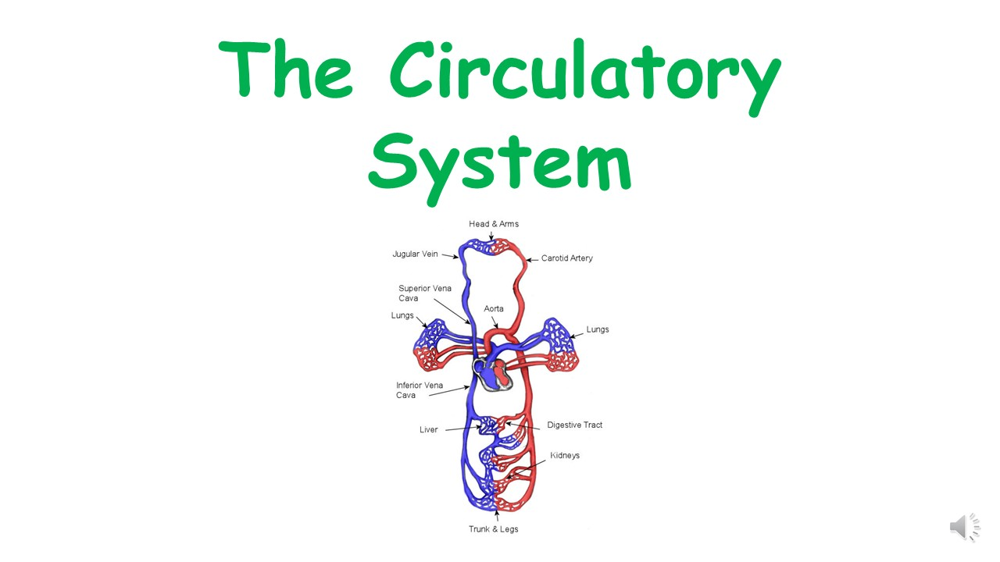 The Circulatory
System
Head & Arms
Jugular Vein
Carotid Artery
Superior Vena
Cava
Aorta
Lungs
Lungs
Inferior Vena
Cava
Digestive Tract
Liver
Kidneys
Trunk & Legs